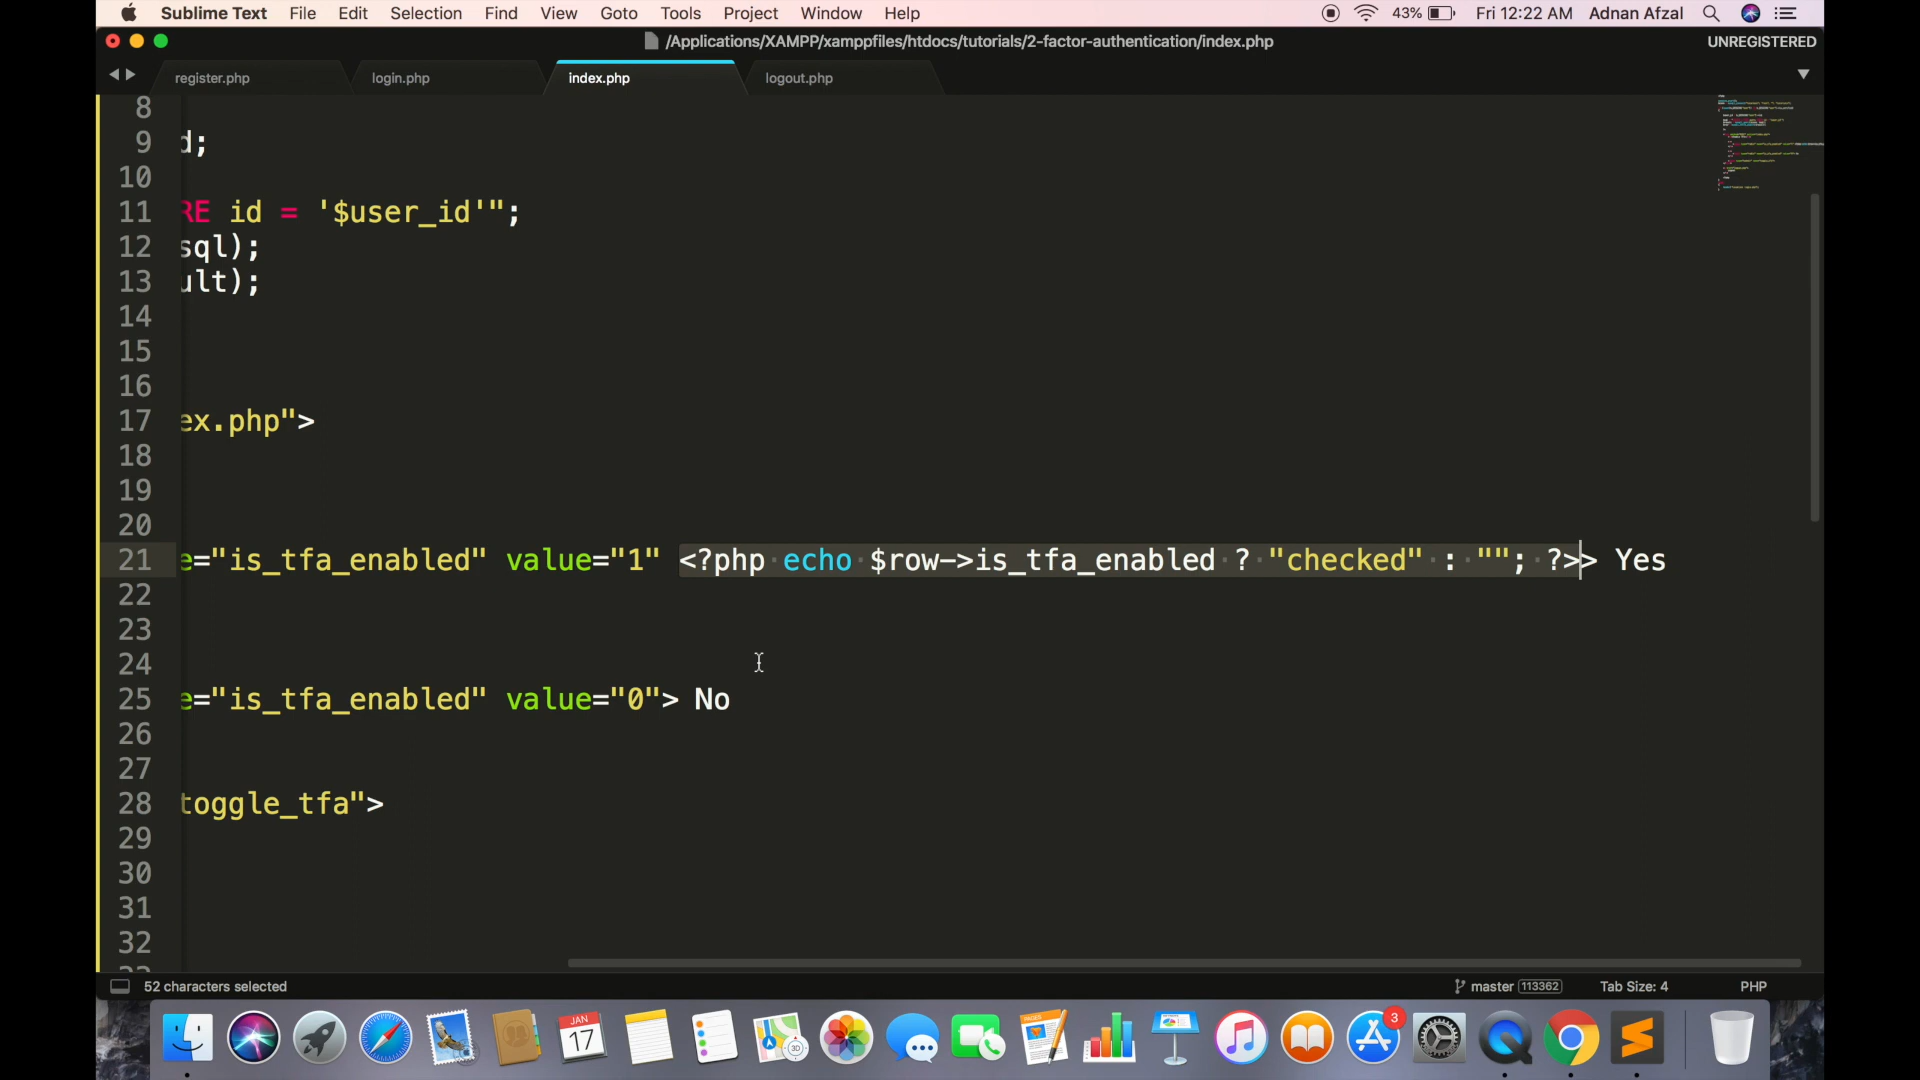 Sublime Text File Edit Selection Find View Goto Tools Project Window Help 43% Fri 12:22 AM Adnan Afzal
/Applications/XAMPP/xamppfiles/htdocs/tutorials/2-factor-authentication/index.php UNREGISTERED
register.php login.php index.php logout.php
8
9 d;
10
11 RE id = '$user_id'";
12 sql);
13 ult);
14
15
16
17 ex.php">
18
19
20
21 e="is_tfa_enabled" value="1" <?php echo $row->is_tfa_enabled ? "checked" : ""; ?>> Yes
22
23
24
25 e="is_tfa_enabled" value="0"> No
26
27
28 toggle_tfa">
29
30
31
32
52 characters selected master 113362 Tab Size: 4 PHP
JAN
17
3